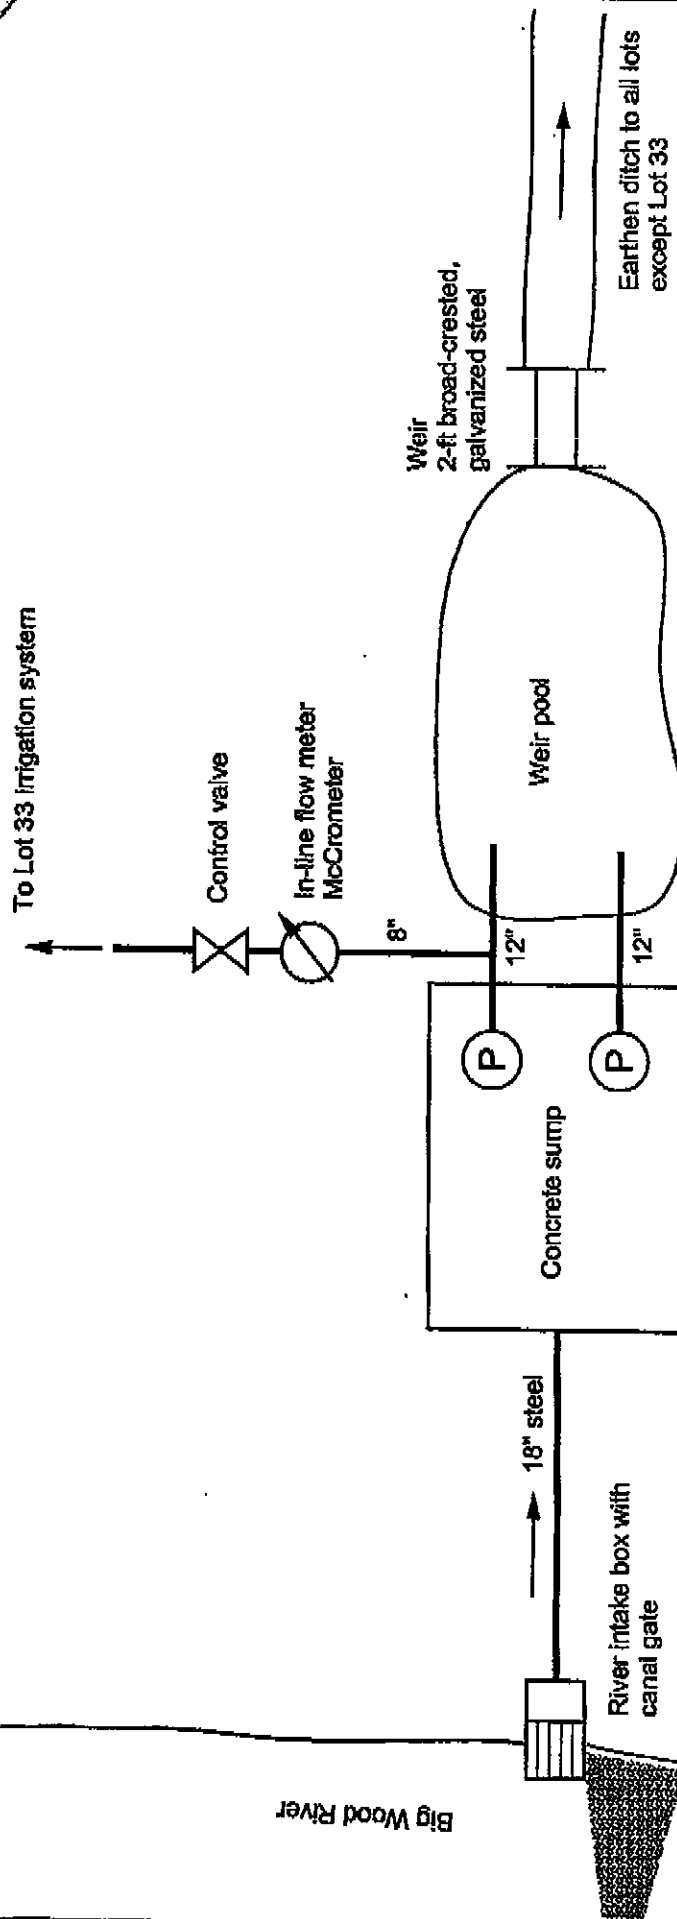 To Lot 33 Irrigation system
Control valve
In-line flow meter
McCrometer
8"
Weir
2-ft broad-crested,
galvanized steel
Earthen ditch to all lots
except Lot 33
Weir pool
12"
12"
P
P
Concrete sump
18" steel
River intake box with
canal gate
Big Wood River